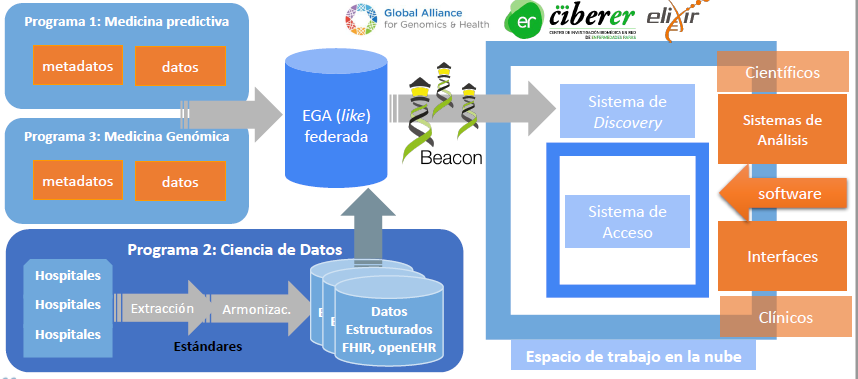 Programa 1: Medicina predictiva
metadatos
datos
Programa 3: Medicina Genómica
metadatos
datos
Global Alliance
for Genomics & Health
er
ciberer
CENTRO DE INVESTIGACIÓN BIOMÉDICA EN RED
DE ENFERMEDADES RARAS
elixir
EGA (like)
federada
Beacon
Sistema de
Discovery
Sistema de
Acceso
Científicos
Sistemas de
Análisis
software
Interfaces
Clínicos
Espacio de trabajo en la nube
Programa 2: Ciencia de Datos
Hospitales
Hospitales
Hospitales
Extracción
Armonizac.
Estándares
Datos
Estructurados
FHIR, openEHR